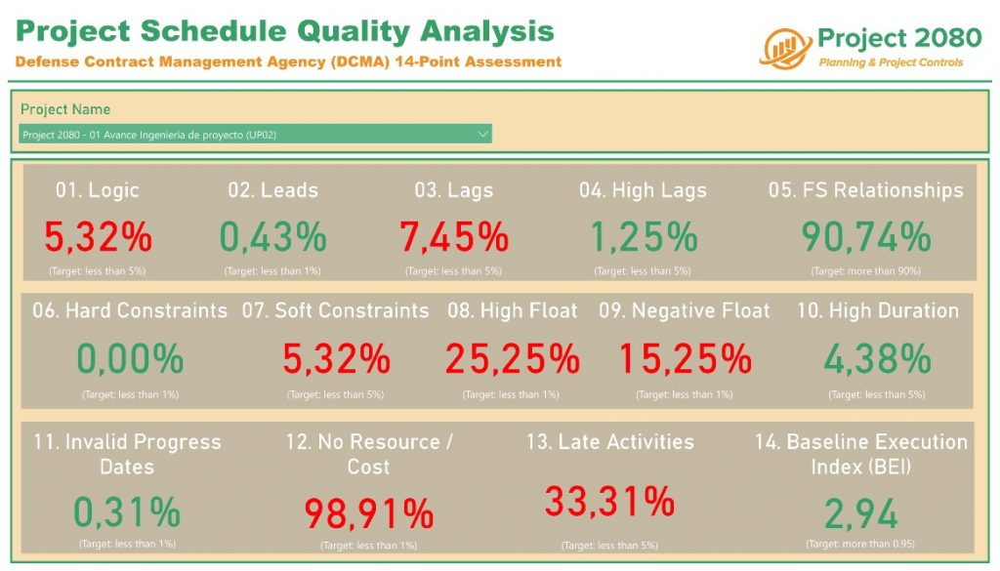 Project Schedule Quality Analysis
Defense Contract Management Agency (DCMA) 14-Point Assessment
Project 2080
Planning & Project Controls
Project Name
Project 2080 - 01 Avance Ingenieria de proyecto (UP02)
01. Logic
5,32%
(Target: less than 5%)
02. Leads
0,43%
(Target: less than 1%)
03. Lags
7,45%
(Target: less than 5%)
04. High Lags
1,25%
(Target: less than 5%)
05. FS Relationships
90,74%
(Target: more than 90%)
06. Hard Constraints
0,00%
(Target: less than 1%)
07. Soft Constraints
5,32%
(Target: less than 5%)
08. High Float
25,25%
(Target: less than 1%)
09. Negative Float
15,25%
(Target: less than 1%)
10. High Duration
4,38%
(Target: less than 5%)
11. Invalid Progress
Dates
0,31%
(Target: less than 1%)
12. No Resource /
Cost
98,91%
(Target: less than 1%)
13. Late Activities
33,31%
(Target: less than 5%)
14. Baseline Execution
Index (BEI)
2,94
(Target: more than 0.95)